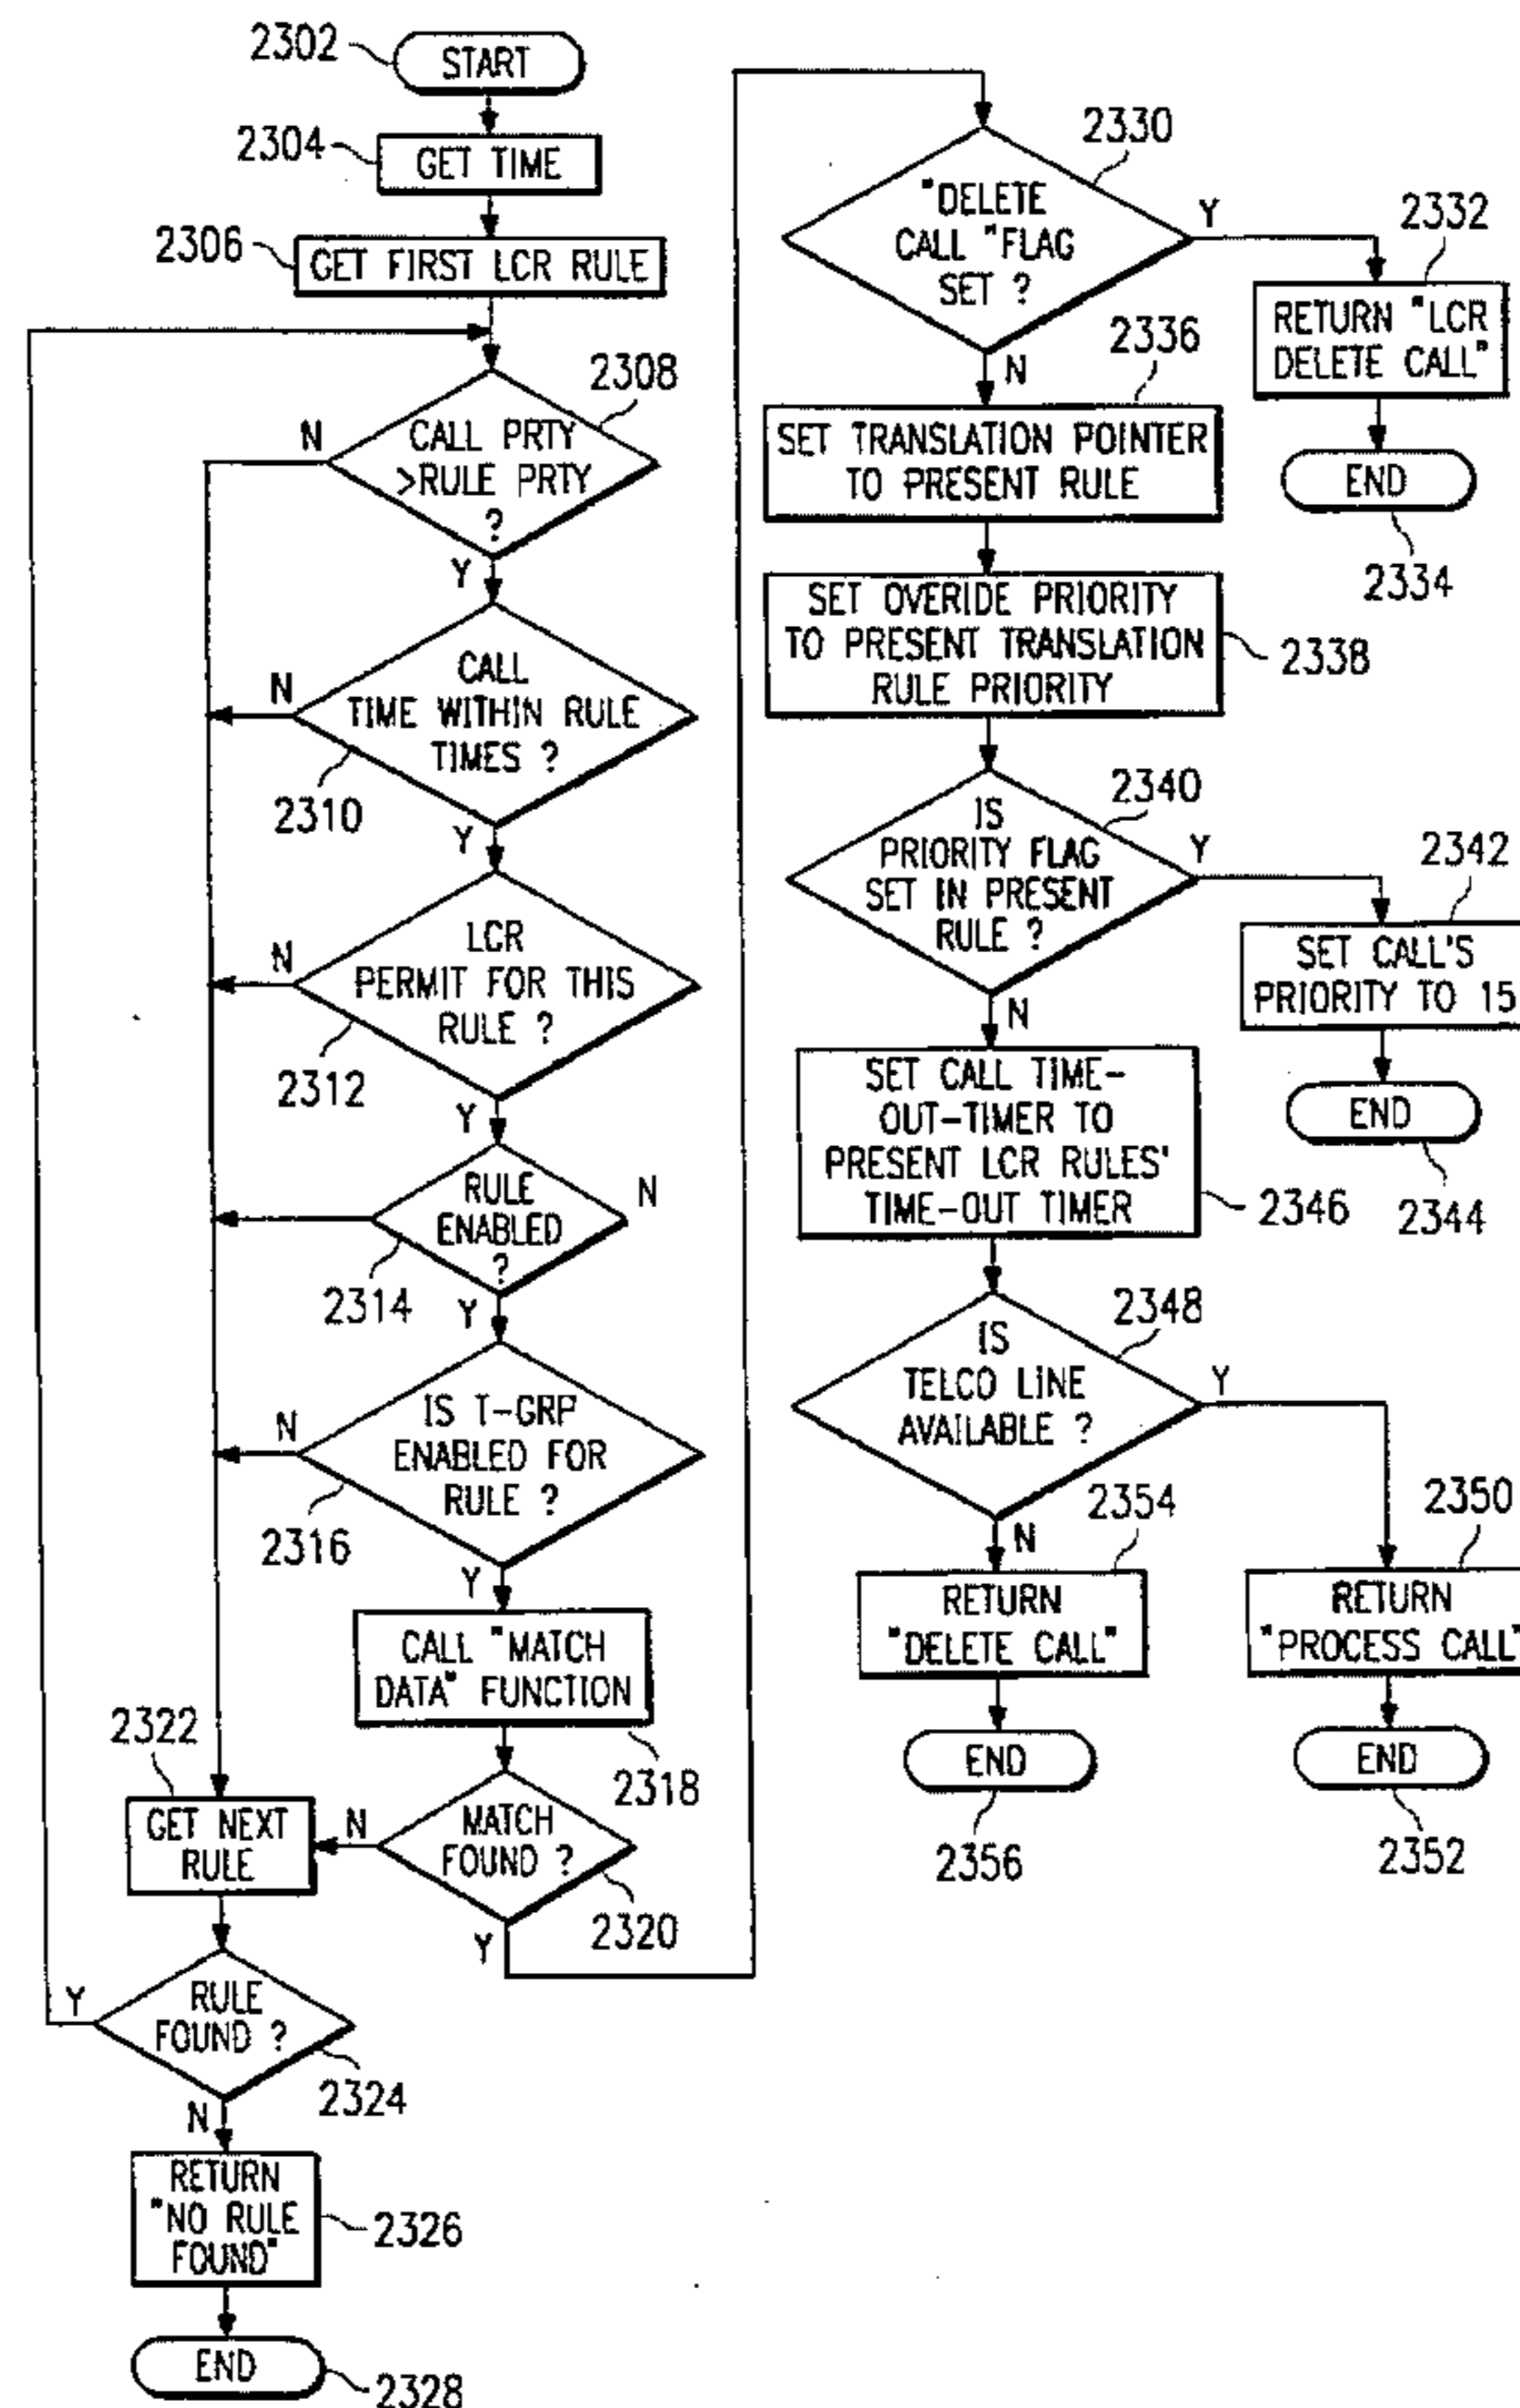 2302
START
2304
GET TIME
2306
GET FIRST LCR RULE
2308
CALL PRTY
>RULE PRTY
?
N
Y
CALL
TIME WITHIN RULE
TIMES ?
N
2310
Y
LCR
PERMIT FOR THIS
RULE ?
N
2312
Y
RULE
ENABLED
?
N
2314
Y
IS T-GRP
ENABLED FOR
RULE ?
N
2316
Y
CALL "MATCH
DATA" FUNCTION
2318
2322
GET NEXT
RULE
N
MATCH
FOUND ?
2320
Y
RULE
FOUND ?
Y
2324
N
RETURN
"NO RULE
FOUND"
2326
END
2328
2330
"DELETE
CALL "FLAG
SET ?
Y
2332
RETURN "LCR
DELETE CALL"
END
2334
N
2336
SET TRANSLATION POINTER
TO PRESENT RULE
SET OVERIDE PRIORITY
TO PRESENT TRANSLATION
RULE PRIORITY
2338
2340
IS
PRIORITY FLAG
SET IN PRESENT
RULE ?
Y
2342
SET CALL'S
PRIORITY TO 15
END
2344
N
SET CALL TIME-
OUT-TIMER TO
PRESENT LCR RULES'
TIME-OUT TIMER
2346
2348
IS
TELCO LINE
AVAILABLE ?
Y
2350
RETURN
"PROCESS CALL"
END
2352
N
2354
RETURN
"DELETE CALL"
END
2356